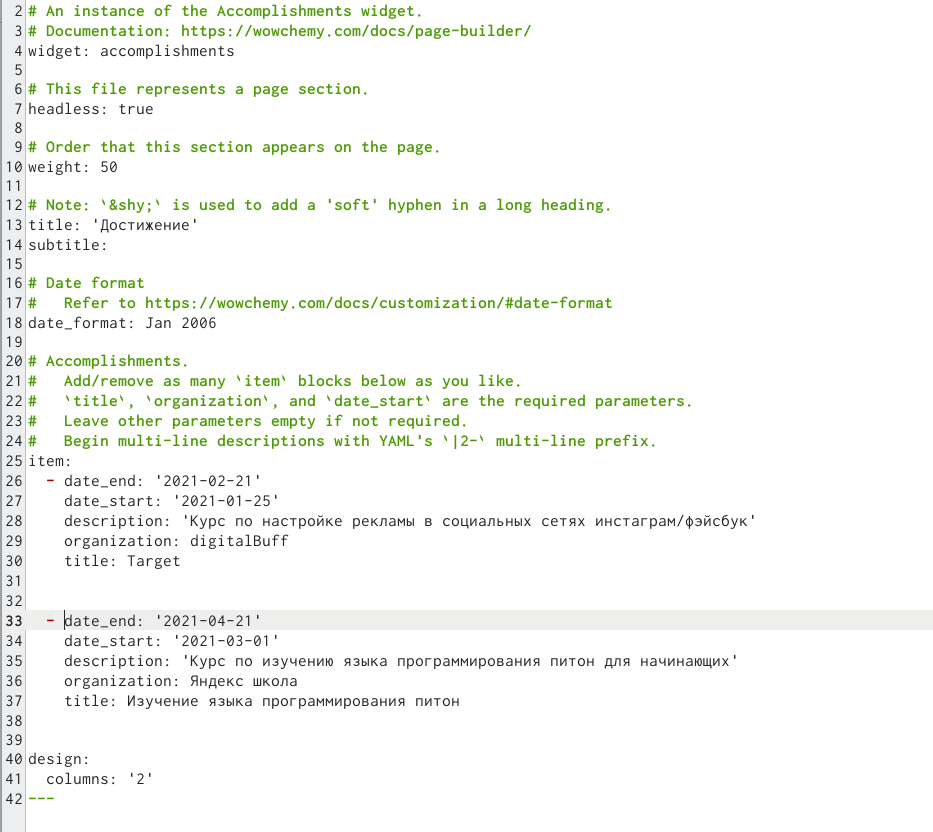 2 # An instance of the Accomplishments widget.
3 # Documentation: https://wowchemy.com/docs/page-builder/
4 widget: accomplishments
5
6 # This file represents a page section.
7 headless: true
8
9 # Order that this section appears on the page.
10 weight: 50
11
12 # Note: `&shy;` is used to add a 'soft' hyphen in a long heading.
13 title: 'Достижение'
14 subtitle:
15
16 # Date format
17 #   Refer to https://wowchemy.com/docs/customization/#date-format
18 date_format: Jan 2006
19
20 # Accomplishments.
21 #   Add/remove as many `item` blocks below as you like.
22 #   `title`, `organization`, and `date_start` are the required parameters.
23 #   Leave other parameters empty if not required.
24 #   Begin multi-line descriptions with YAML's `|2-` multi-line prefix.
25 item:
26   - date_end: '2021-02-21'
27     date_start: '2021-01-25'
28     description: 'Курс по настройке рекламы в социальных сетях инстаграм/фэйсбук'
29     organization: digitalBuff
30     title: Target
31
32
33   - date_end: '2021-04-21'
34     date_start: '2021-03-01'
35     description: 'Курс по изучению языка программирования питон для начинающих'
36     organization: Яндекс школа
37     title: Изучение языка программирования питон
38
39
40 design:
41   columns: '2'
42 ---